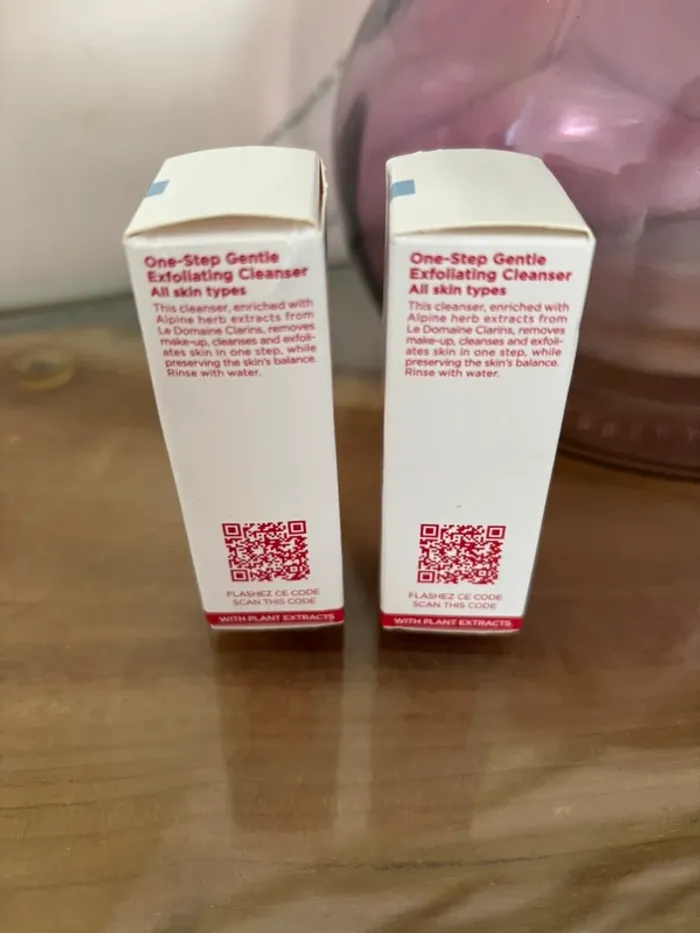 One-Step Gentle
Exfoliating Cleanser
All skin types
This cleanser, enriched with
Alpine herb extracts from
Le Domaine Clarins, removes
make-up, cleanses and exfoli-
ates skin in one step, while
preserving the skin's balance.
Rinse with water.
FLASHEZ CE CODE
SCAN THIS CODE
WITH PLANT EXTRACTS
One-Step Gentle
Exfoliating Cleanser
All skin types
This cleanser, enriched with
Alpine herb extracts from
Le Domaine Clarins, removes
make-up, cleanses and exfoli-
ates skin in one step, while
preserving the skin's balance.
Rinse with water.
FLASHEZ CE CODE
SCAN THIS CODE
WITH PLANT EXTRACTS